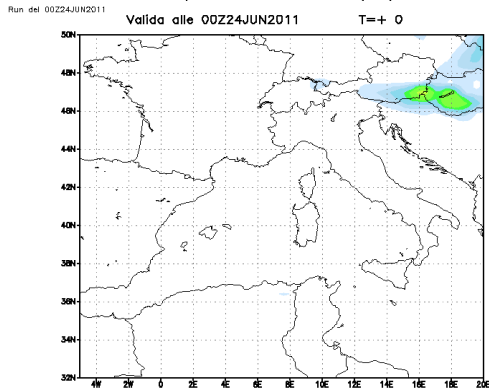 Run del 00Z24JUN2011
Valida alle 00Z24JUN2011 T=+ 0
50N
48N
46N
44N
42N
40N
38N
36N
34N
32N
4W 2W 0 2E 4E 6E 8E 10E 12E 14E 16E 18E 20E